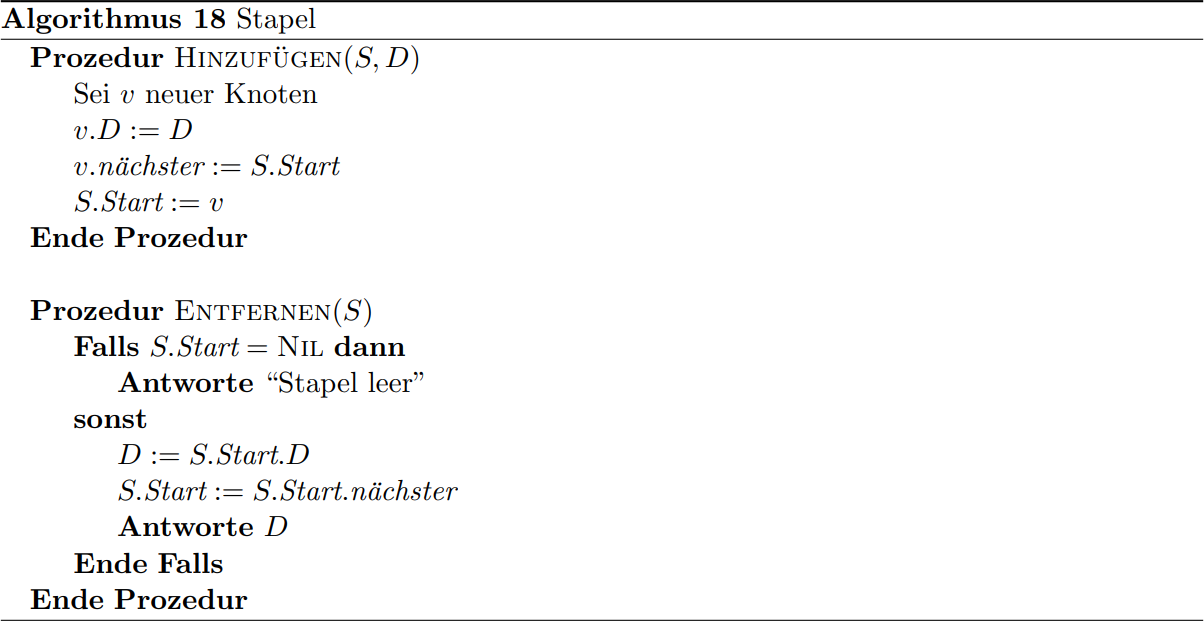 Algorithmus 18 Stapel
Prozedur HINZUFÜGEN(S, D)
Sei v neuer Knoten
v.D := D
v.nächster := S.Start
S.Start := v
Ende Prozedur
Prozedur ENTFERNEN(S)
Falls S.Start = NIL dann
Antworte “Stapel leer”
sonst
D := S.Start.D
S.Start := S.Start.nächster
Antworte D
Ende Falls
Ende Prozedur